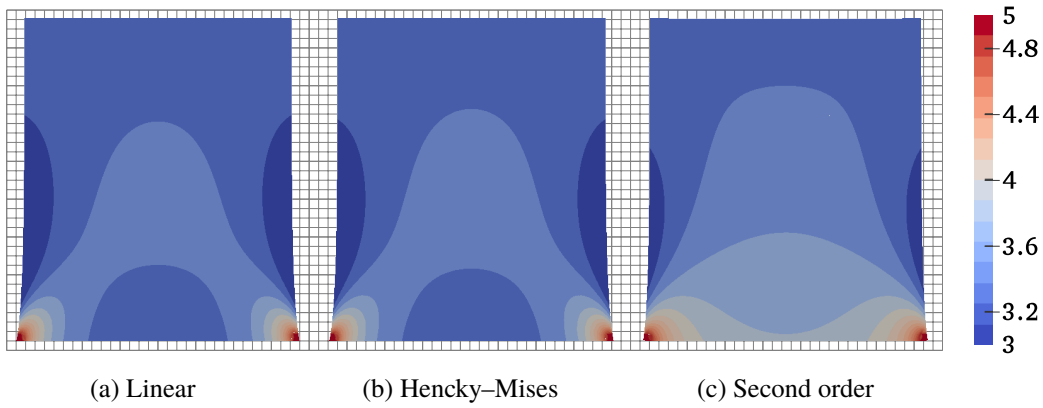 5
4.8
4.4
4
3.6
3.2
3
(a) Linear
(b) Hencky–Mises
(c) Second order